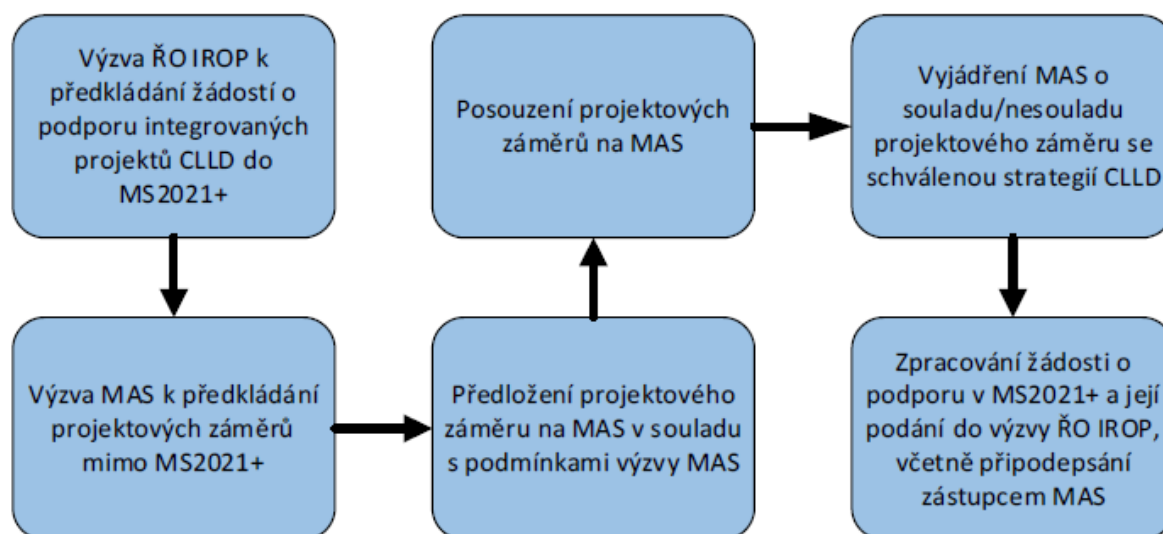 Výzva ŘO IROP k
předkládání žádostí o
podporu integrovaných
projektů CLLD do
MS2021+
Výzva MAS k předkládání
projektových záměrů
mimo MS2021+
Předložení projektového
záměru na MAS v souladu
s podmínkami výzvy MAS
Posouzení projektových
záměrů na MAS
Vyjádření MAS o
souladu/nesouladu
projektového záměru se
schválenou strategií CLLD
Zpracování žádosti o
podporu v MS2021+ a její
podání do výzvy ŘO IROP,
včetně připodepsání
zástupcem MAS